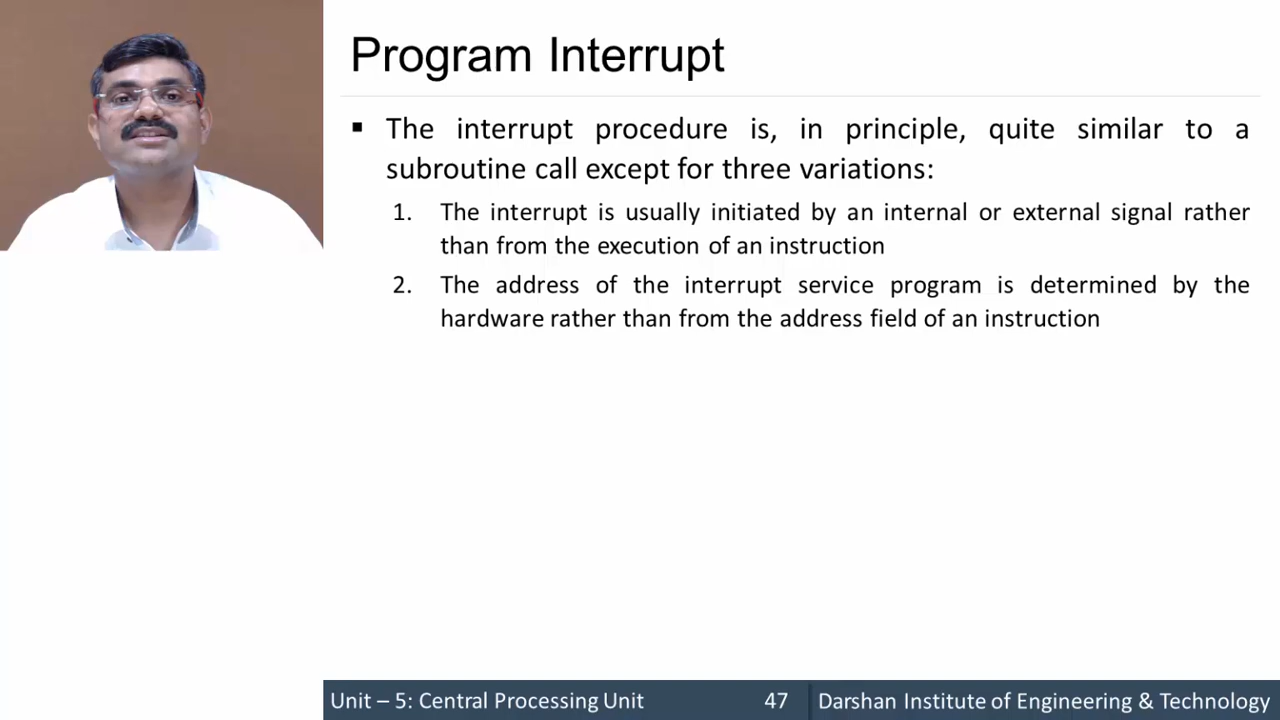 Program Interrupt
▪ The interrupt procedure is, in principle, quite similar to a
subroutine call except for three variations:
1. The interrupt is usually initiated by an internal or external signal rather
than from the execution of an instruction
2. The address of the interrupt service program is determined by the
hardware rather than from the address field of an instruction
Unit – 5: Central Processing Unit 47 Darshan Institute of Engineering & Technology